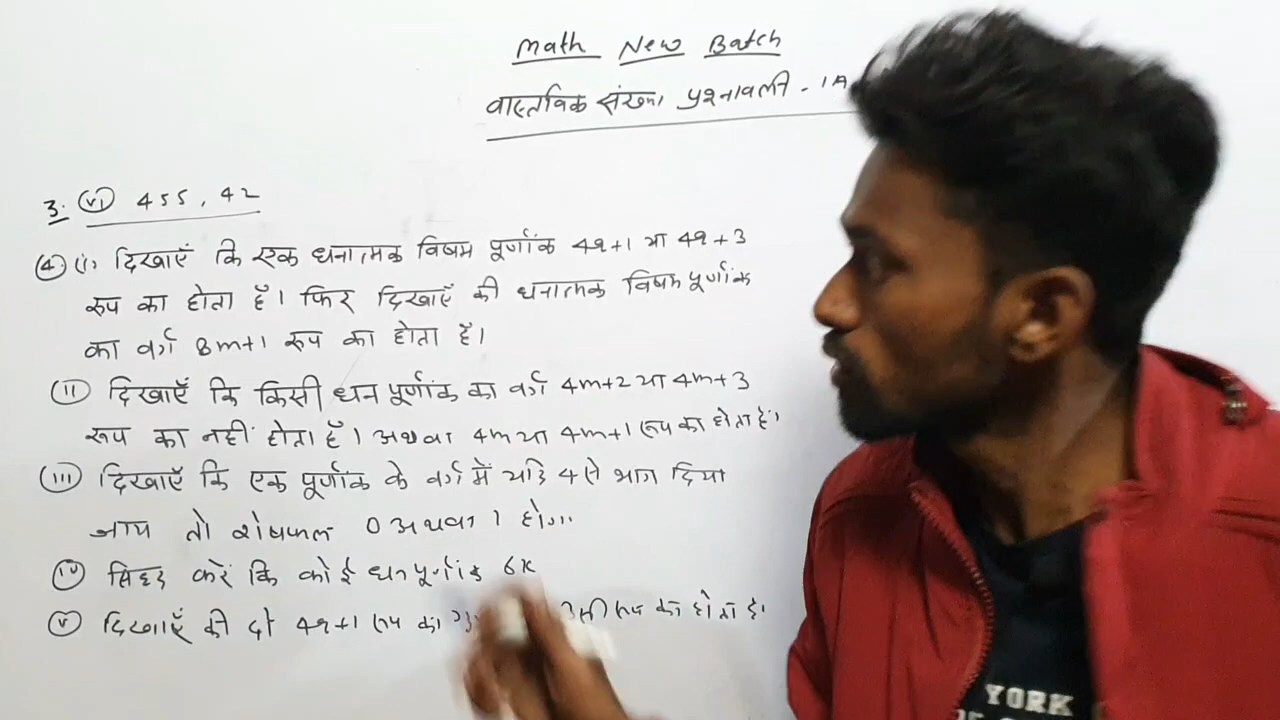 Math New Batch
वास्तविक संख्या प्रश्नावली - 1A
3. (vi) 455, 42
(4) (i) दिखाएँ कि एक धनात्मक विषम पूर्णांक 4q+1 या 4q+3
रूप का होता है। फिर दिखाएँ की धनात्मक विषम पूर्णांक
का वर्ग 8m+1 रूप का होता है।
(ii) दिखाएँ कि किसी धन पूर्णांक का वर्ग 4m+2 या 4m+3
रूप का नहीं होता है। अथवा 4m या 4m+1 रूप का होता है।
(iii) दिखाएँ कि एक पूर्णांक के वर्ग में यदि 4 से भाग दिया
जाय तो शेषफल 0 अथवा 1 होगा
(iv) सिद्ध करें कि कोई धन पूर्णांक 6x
(v) दिखाएँ की दो 4q+1 रूप का उसी रूप का होता है।
YORK